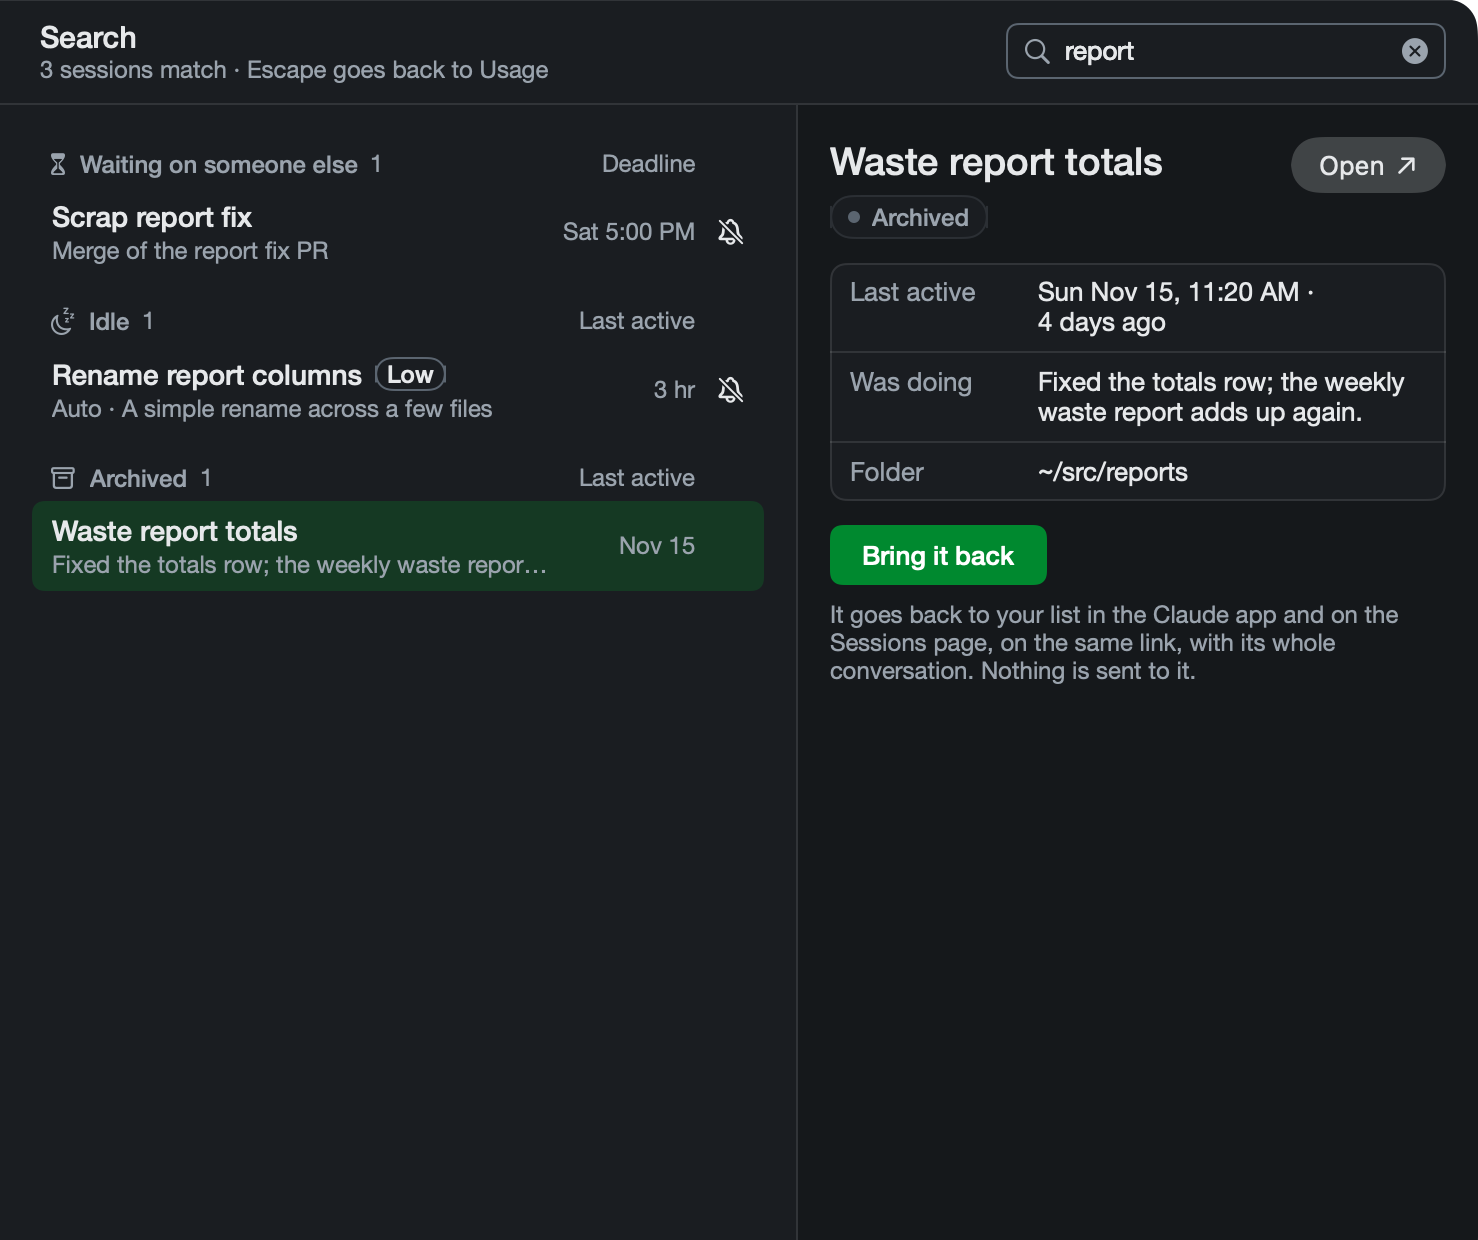 Search
3 sessions match · Escape goes back to Usage
report
Waiting on someone else 1
Deadline
Scrap report fix
Merge of the report fix PR
Sat 5:00 PM
Idle 1
Last active
Rename report columns
Low
Auto · A simple rename across a few files
3 hr
Archived 1
Last active
Waste report totals
Fixed the totals row; the weekly waste repor…
Nov 15
Waste report totals
Open
Archived
Last active
Sun Nov 15, 11:20 AM ·
4 days ago
Was doing
Fixed the totals row; the weekly
waste report adds up again.
Folder
~/src/reports
Bring it back
It goes back to your list in the Claude app and on the
Sessions page, on the same link, with its whole
conversation. Nothing is sent to it.